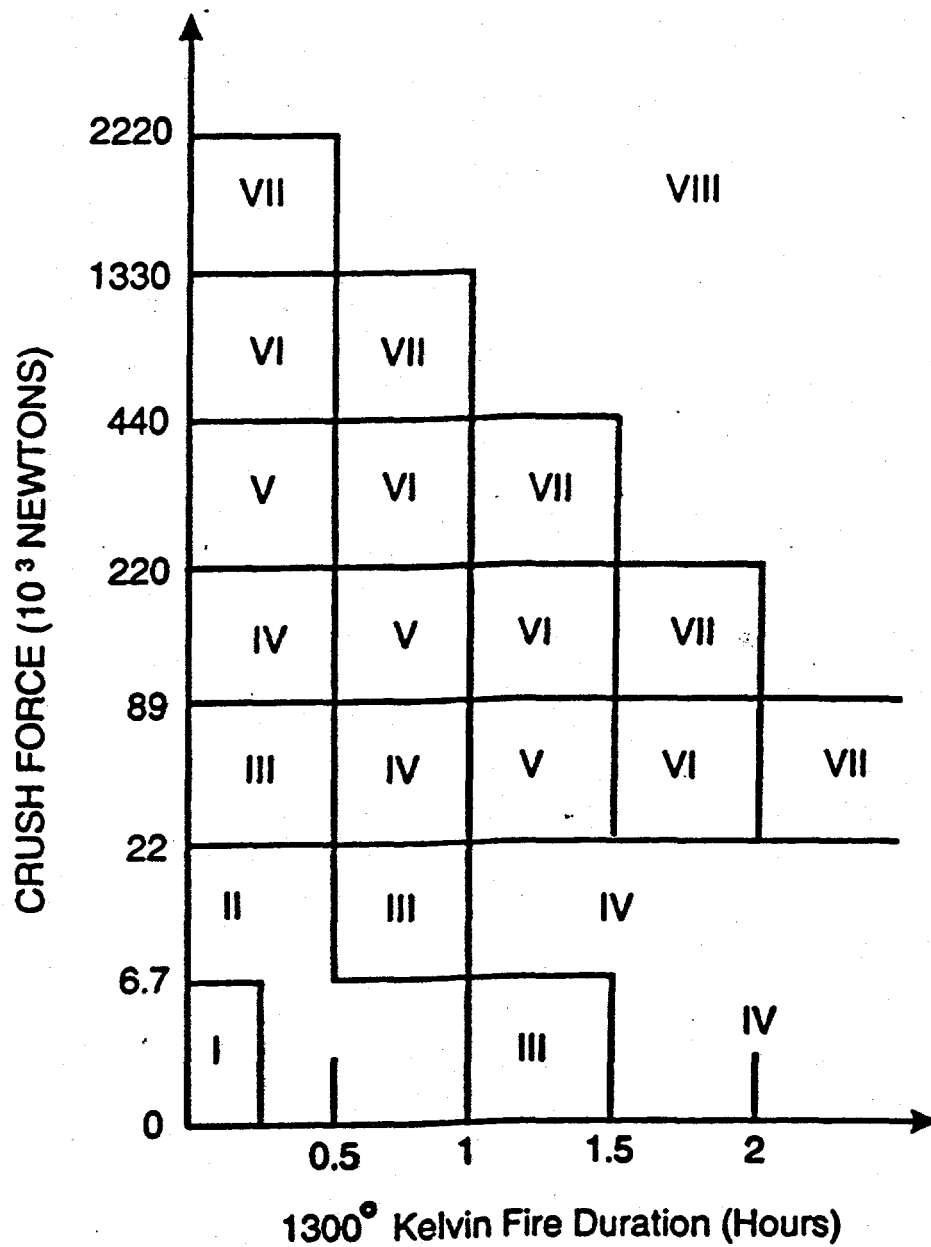 2220
VII
VIII
1330
VI
VII
440
V
VI
VII
220
IV
V
VI
VII
89
III
IV
V
VI
VII
22
II
III
IV
6.7
I
III
IV
0
0.5
1
1.5
2
CRUSH FORCE (10³ NEWTONS)
1300° Kelvin Fire Duration (Hours)